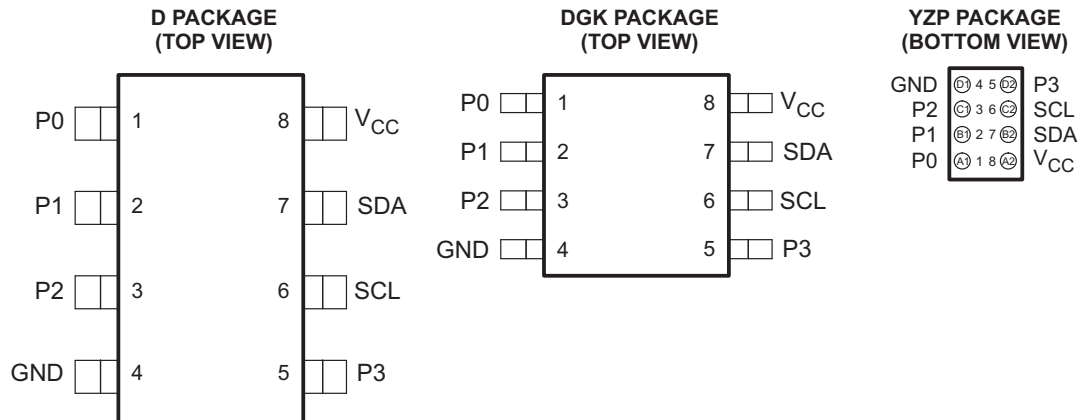 D PACKAGE
(TOP VIEW)
P0 1 8 VCC
P1 2 7 SDA
P2 3 6 SCL
GND 4 5 P3
DGK PACKAGE
(TOP VIEW)
P0 1 8 VCC
P1 2 7 SDA
P2 3 6 SCL
GND 4 5 P3
YZP PACKAGE
(BOTTOM VIEW)
GND D1 4 5 D2 P3
P2 C1 3 6 C2 SCL
P1 B1 2 7 B2 SDA
P0 A1 1 8 A2 VCC